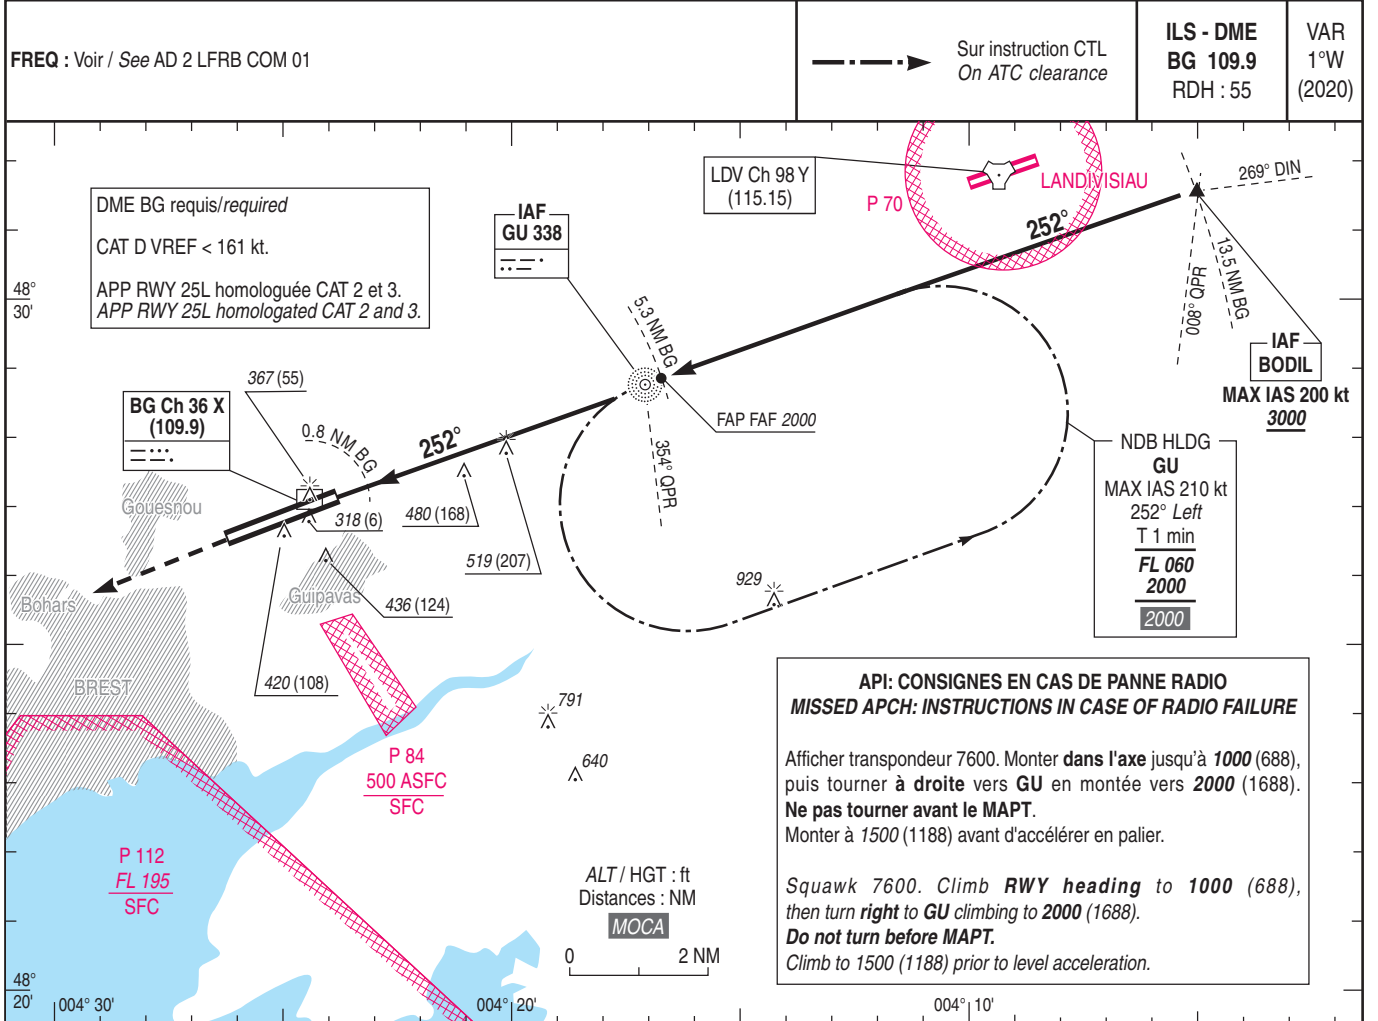 FREQ : Voir / See AD 2 LFRB COM 01
Sur instruction CTL
On ATC clearance
ILS - DME
BG 109.9
RDH : 55
VAR
1°W
(2020)
DME BG requis/required
CAT D VREF < 161 kt.
APP RWY 25L homologuée CAT 2 et 3.
APP RWY 25L homologated CAT 2 and 3.
IAF
GU 338
LDV Ch 98 Y
(115.15)
P 70
LANDIVISIAU
252°
269° DIN
13.5 NM BG
008° QPR
IAF
BODIL
MAX IAS 200 kt
3000
48°
30'
5.3 NM BG
FAP FAF 2000
354° QPR
367 (55)
BG Ch 36 X
(109.9)
0.8 NM BG
252°
Gouesnou
318 (6)
480 (168)
519 (207)
NDB HLDG
GU
MAX IAS 210 kt
252° Left
T 1 min
FL 060
2000
2000
929
Bohars
Guipavas
436 (124)
420 (108)
BREST
791
640
P 84
500 ASFC
SFC
P 112
FL 195
SFC
ALT / HGT : ft
Distances : NM
MOCA
0 2 NM
API: CONSIGNES EN CAS DE PANNE RADIO
MISSED APCH: INSTRUCTIONS IN CASE OF RADIO FAILURE
Afficher transpondeur 7600. Monter dans l'axe jusqu'à 1000 (688),
puis tourner à droite vers GU en montée vers 2000 (1688).
Ne pas tourner avant le MAPT.
Monter à 1500 (1188) avant d'accélérer en palier.
Squawk 7600. Climb RWY heading to 1000 (688),
then turn right to GU climbing to 2000 (1688).
Do not turn before MAPT.
Climb to 1500 (1188) prior to level acceleration.
48°
20'
004° 30'
004° 20'
004° 10'